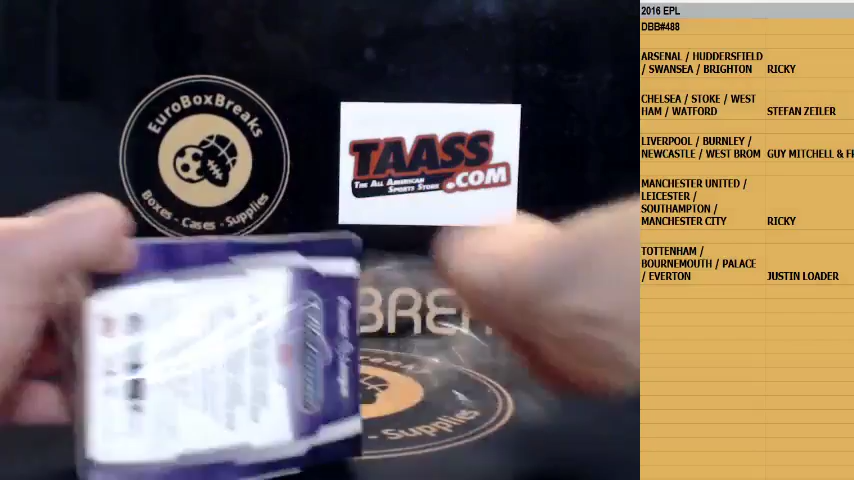 EuroBoxBreaks
Boxes - Cases - Supplies
TAASS
THE ALL AMERICAN
SPORTS STORE
.COM
BREA
Breaks
Supplies
2016 EPL
DBB#488
ARSENAL / HUDDERSFIELD
/ SWANSEA / BRIGHTON RICKY
CHELSEA / STOKE / WEST
HAM / WATFORD STEFAN ZEILER
LIVERPOOL / BURNLEY /
NEWCASTLE / WEST BROM GUY MITCHELL & FR
MANCHESTER UNITED /
LEICESTER /
SOUTHAMPTON /
MANCHESTER CITY RICKY
TOTTENHAM /
BOURNEMOUTH / PALACE
/ EVERTON JUSTIN LOADER